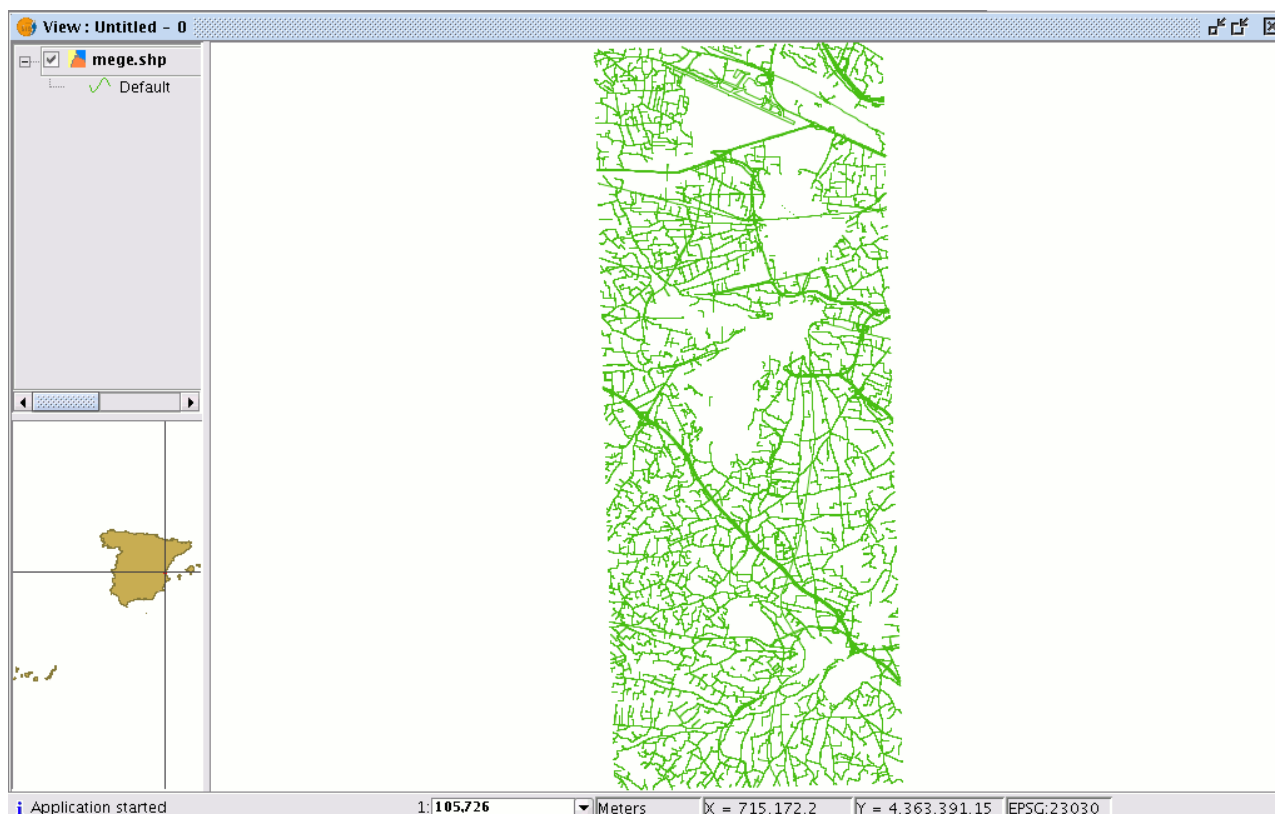 View : Untitled - 0
mege.shp
Default
Application started
1: 105,726
Meters
X = 715.172,2
Y = 4.363.391,15
EPSG:23030